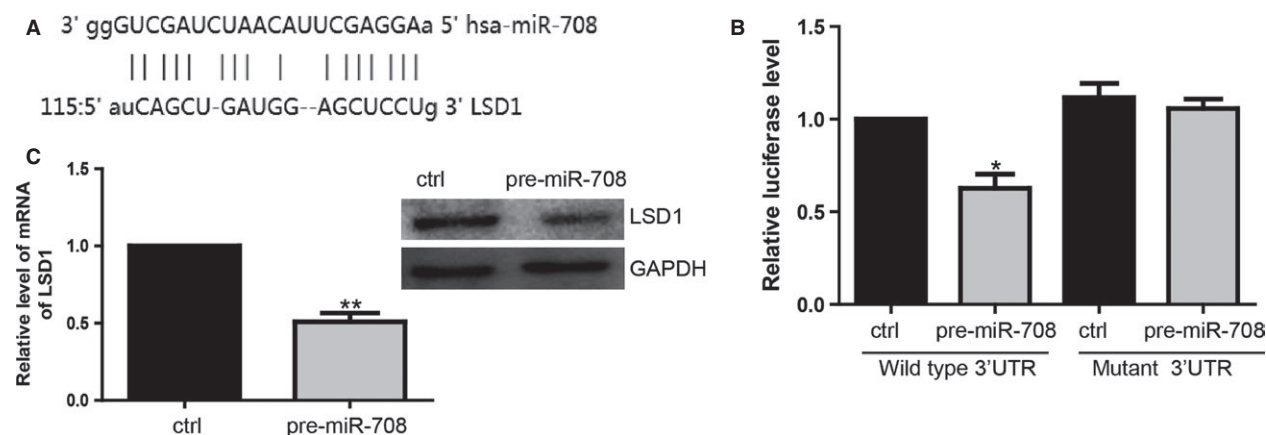 A
3' ggGUCGAUCUAACAUUCGAGGAa 5' hsa-miR-708
115:5' auCAGCU-GAUGG--AGCUCCUg 3' LSD1
B
Relative luciferase level
1.5
1.0
0.5
0.0
ctrl
pre-miR-708
ctrl
pre-miR-708
*
Wild type 3'UTR
Mutant 3'UTR
C
Relative level of mRNA
of LSD1
1.5
1.0
0.5
0.0
**
ctrl
pre-miR-708
ctrl
pre-miR-708
LSD1
GAPDH